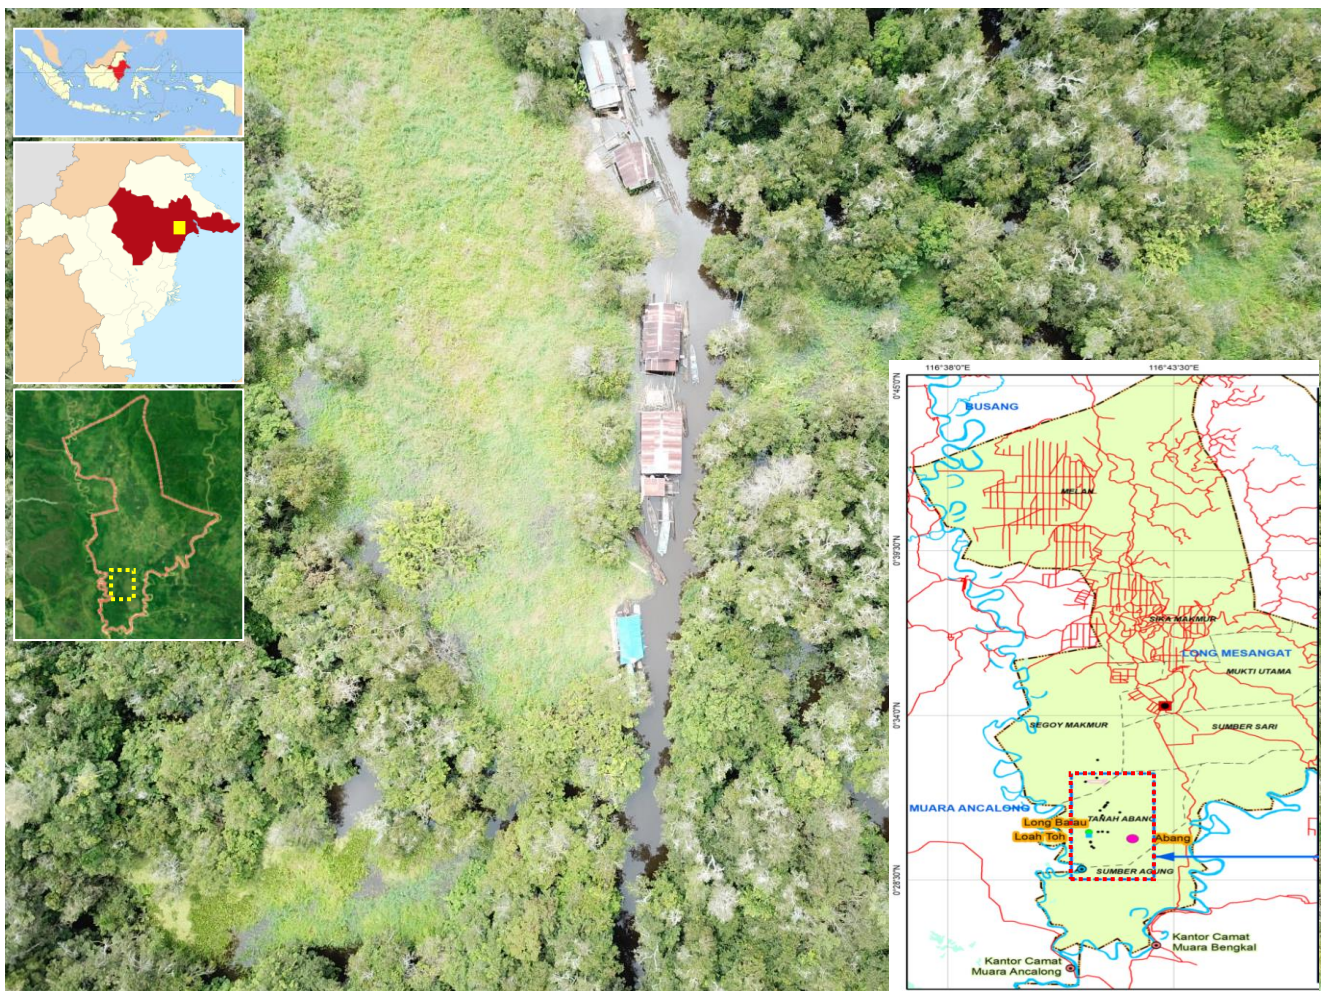 116°38'0"E
116°43'30"E
0°45'0"N
BUSANG
MELAN
0°39'30"N
SIKA MAKMUR
LONG MESANGAT
MUKTI UTAMA
0°34'0"N
SEGOY MAKMUR
SUMBER SARI
MUARA ANCALONG
TANAH ABANG
Long Balau
Loah Toh
Abang
0°28'30"N
SUMBER AGUNG
Kantor Camat
Muara Bengkal
Kantor Camat
Muara Ancalong